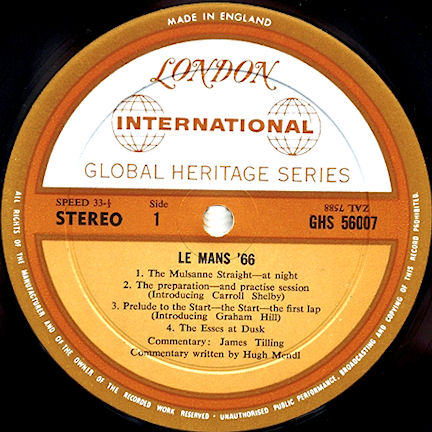 MADE IN ENGLAND
LONDON
INTERNATIONAL
GLOBAL HERITAGE SERIES
SPEED 33-⅓
Side
ZAL 7588
STEREO
1
GHS 56007
LE MANS '66
1. The Mulsanne Straight—at night
2. The preparation—and practise session
(Introducing Carroll Shelby)
3. Prelude to the Start—the Start—the first lap
(Introducing Graham Hill)
4. The Esses at Dusk
Commentary: James Tilling
Commentary written by Hugh Mendl
ALL RIGHTS OF THE MANUFACTURER AND OF THE OWNER OF THE RECORDED WORK RESERVED · UNAUTHORISED PUBLIC PERFORMANCE, BROADCASTING AND COPYING OF THIS RECORD PROHIBITED.